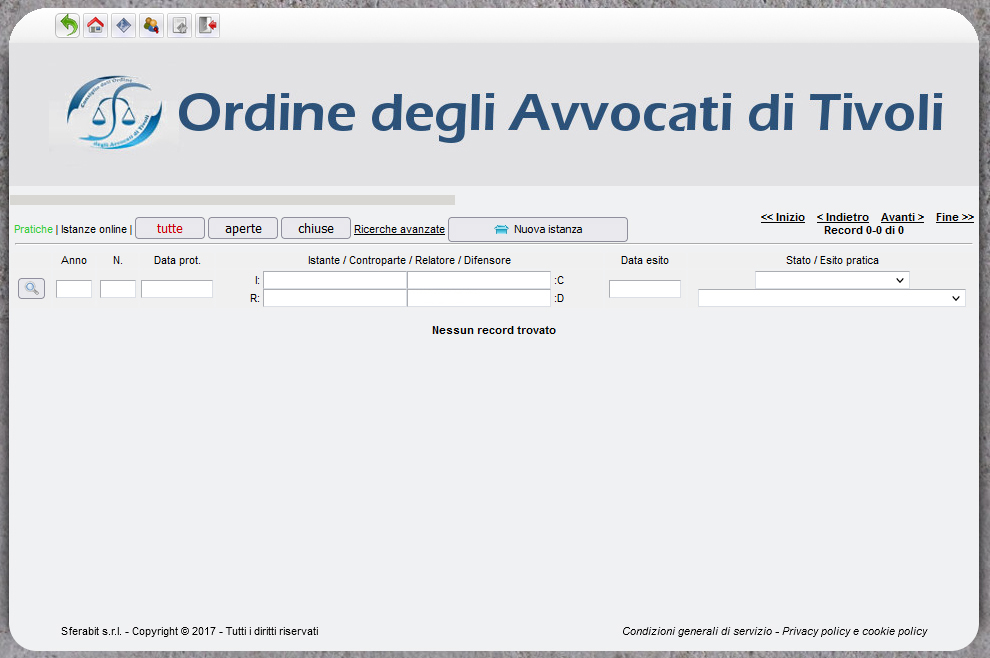 Consiglio dell'Ordine
degli Avvocati di Tivoli
Ordine degli Avvocati di Tivoli
Pratiche | Istanze online | tutte aperte chiuse Ricerche avanzate Nuova istanza
<< Inizio < Indietro Avanti > Fine >>
Record 0-0 di 0
Anno N. Data prot. Istante / Controparte / Relatore / Difensore Data esito Stato / Esito pratica
I: :C
R: :D
Nessun record trovato
Sferabit s.r.l. - Copyright © 2017 - Tutti i diritti riservati Condizioni generali di servizio - Privacy policy e cookie policy